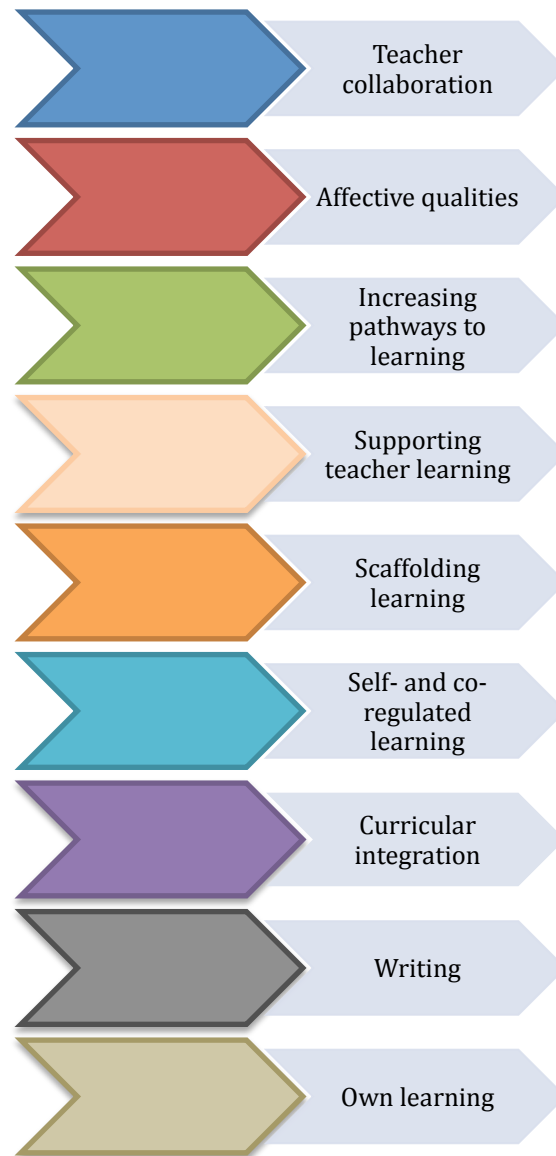 Teacher
collaboration
Affective qualities
Increasing
pathways to
learning
Supporting
teacher learning
Scaffolding
learning
Self- and co-
regulated
learning
Curricular
integration
Writing
Own learning